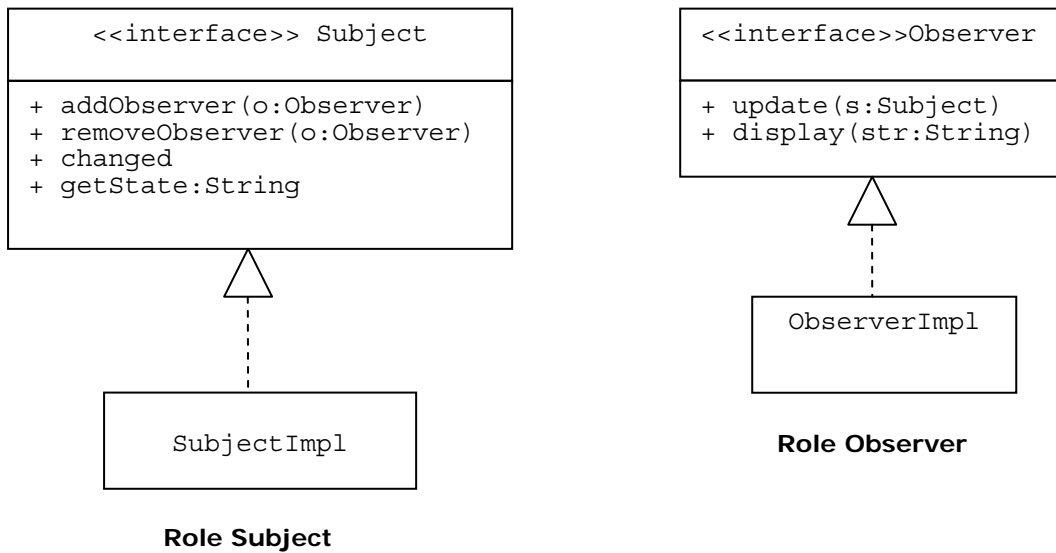 <<interface>> Subject
+ addObserver(o:Observer)
+ removeObserver(o:Observer)
+ changed
+ getState:String
SubjectImpl
Role Subject
<<interface>>Observer
+ update(s:Subject)
+ display(str:String)
ObserverImpl
Role Observer